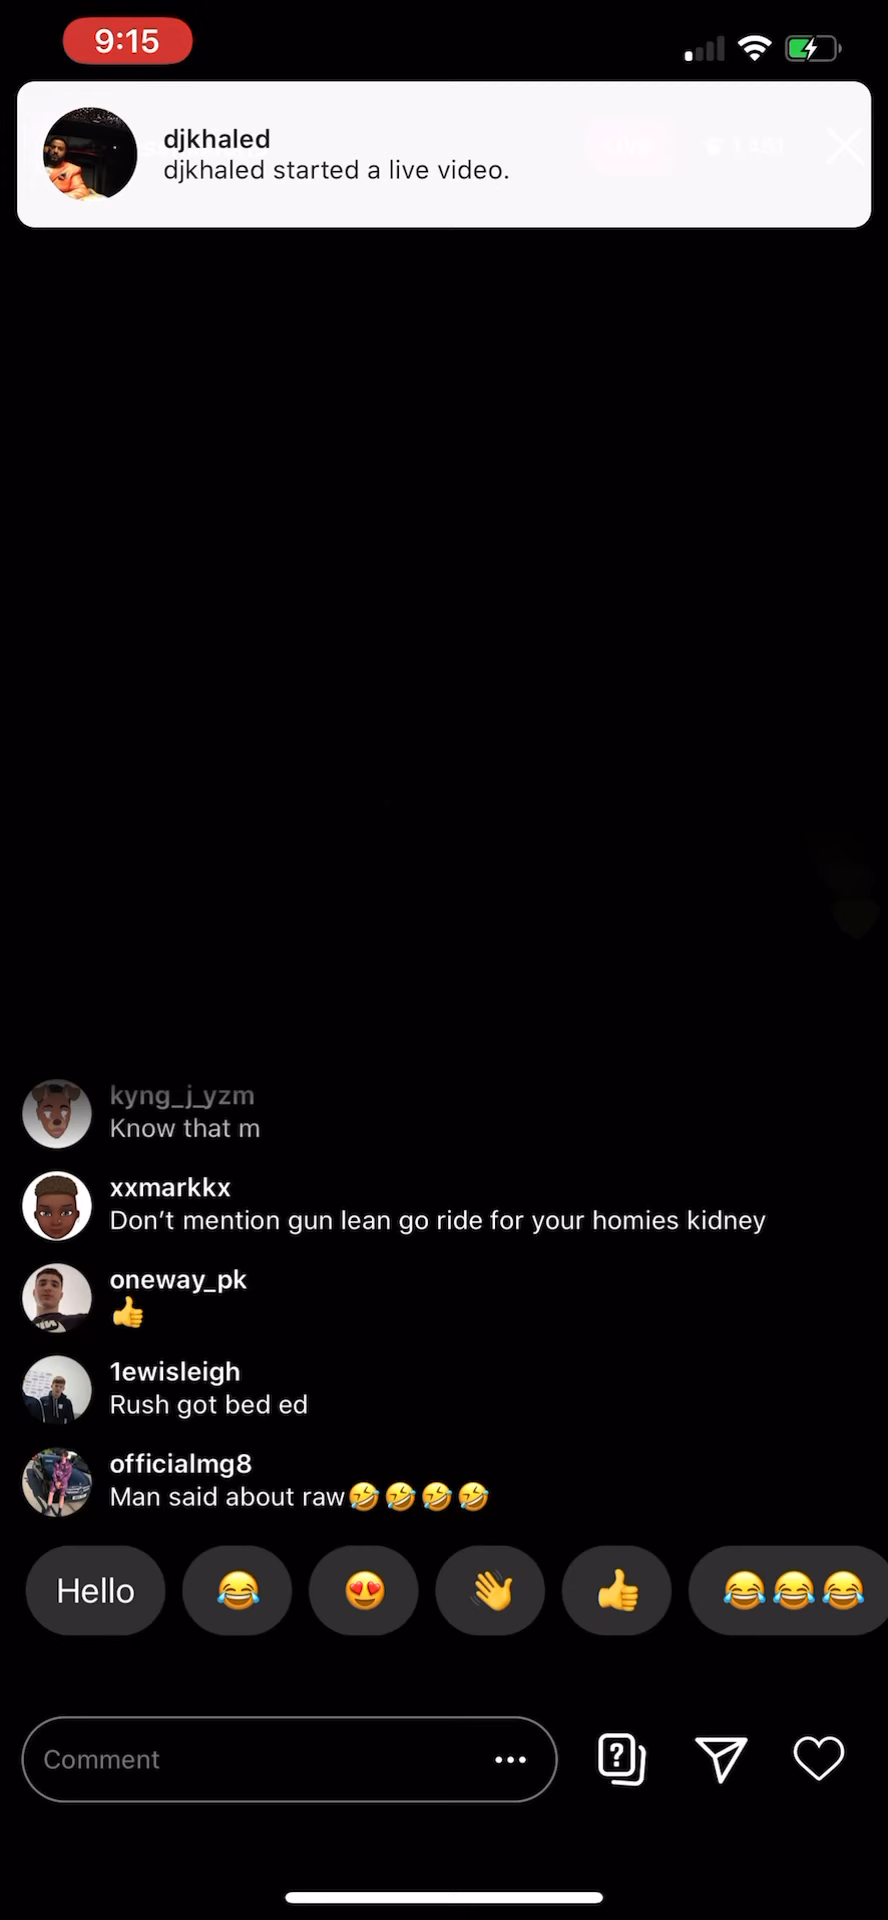 9:15
djkhaled
djkhaled started a live video.
kyng_j_yzm
Know that m
xxmarkkx
Don’t mention gun lean go ride for your homies kidney
oneway_pk
👍
1ewisleigh
Rush got bed ed
officialmg8
Man said about raw🤣🤣🤣🤣
Hello 😂 😍 👋 👍 😂😂😂
Comment